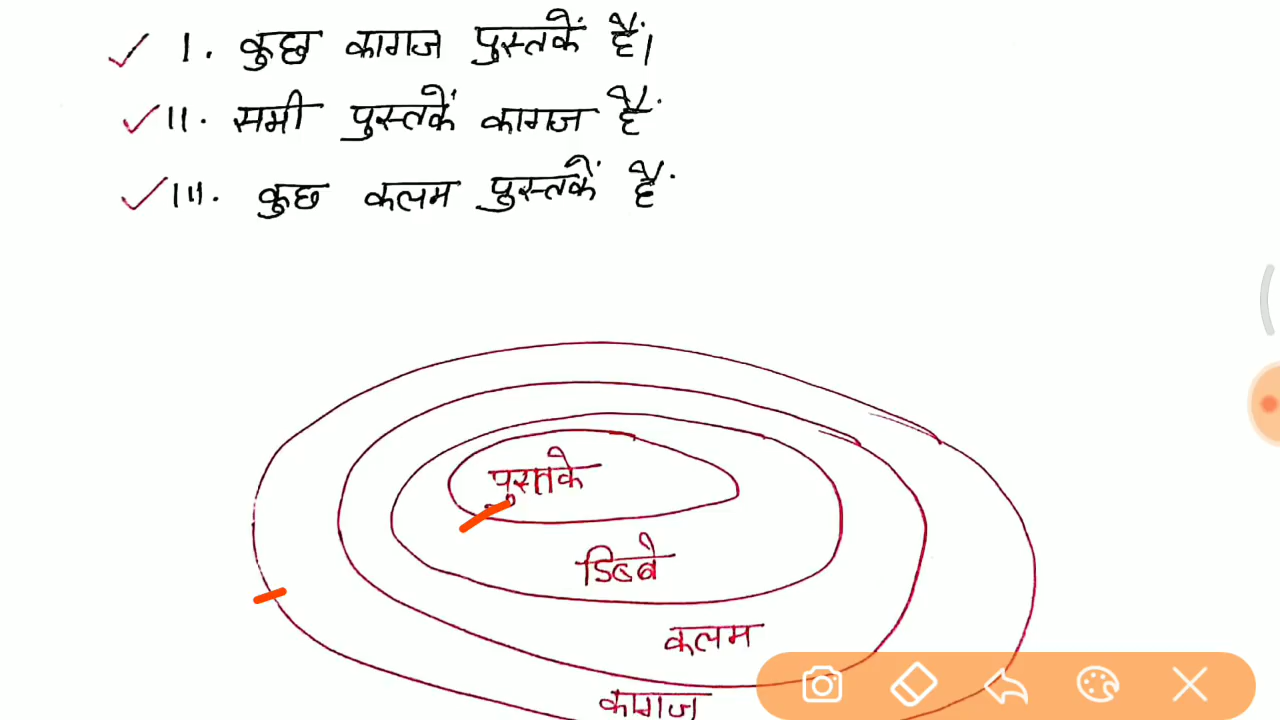 I. कुछ कागज पुस्तकें हैं।
II. सभी पुस्तकें कागज हैं
III. कुछ कलम पुस्तकें हैं
पुस्तके
डिब्बे
कलम
कागज